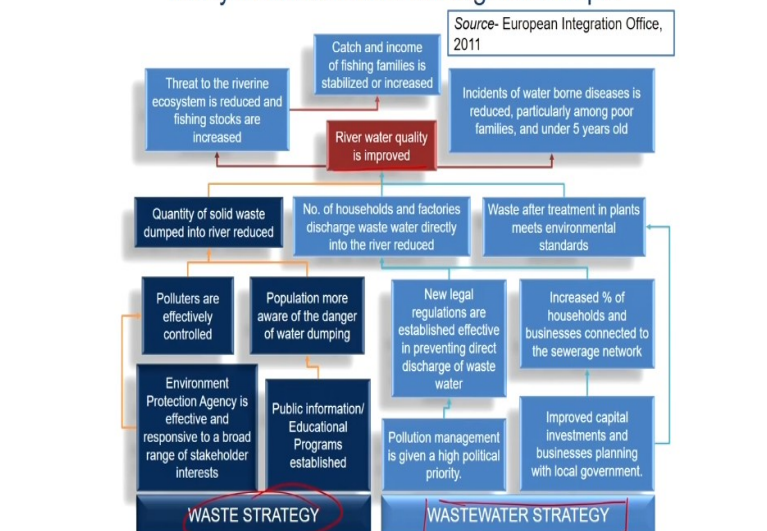 Source- European Integration Office,
2011
Catch and income
of fishing families is
stabilized or increased
Threat to the riverine
ecosystem is reduced and
fishing stocks are
increased
Incidents of water borne diseases is
reduced, particularly among poor
families, and under 5 years old
River water quality
is improved
Quantity of solid waste
dumped into river reduced
No. of households and factories
discharge waste water directly
into the river reduced
Waste after treatment in plants
meets environmental
standards
Polluters are
effectively
controlled
Population more
aware of the danger
of water dumping
New legal
regulations are
established effective
in preventing direct
discharge of waste
water
Increased % of
households and
businesses connected to
the sewerage network
Environment
Protection Agency is
effective and
responsive to a broad
range of stakeholder
interests
Public information/
Educational
Programs
established
Pollution management
is given a high political
priority.
Improved capital
investments and
businesses planning
with local government.
WASTE STRATEGY
WASTEWATER STRATEGY